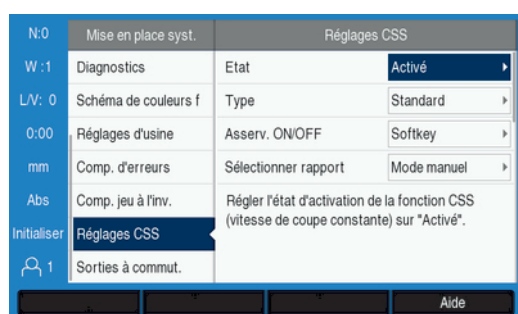 N:0
Mise en place syst.
Réglages CSS
W :1
Diagnostics
Etat
Activé
L/V: 0
Schéma de couleurs f
Type
Standard
0:00
Réglages d'usine
Asserv. ON/OFF
Softkey
mm
Comp. d'erreurs
Sélectionner rapport
Mode manuel
Abs
Comp. jeu à l'inv.
Régler l'état d'activation de la fonction CSS
(vitesse de coupe constante) sur "Activé".
Initialiser
Réglages CSS
1
Sorties à commut.
Aide